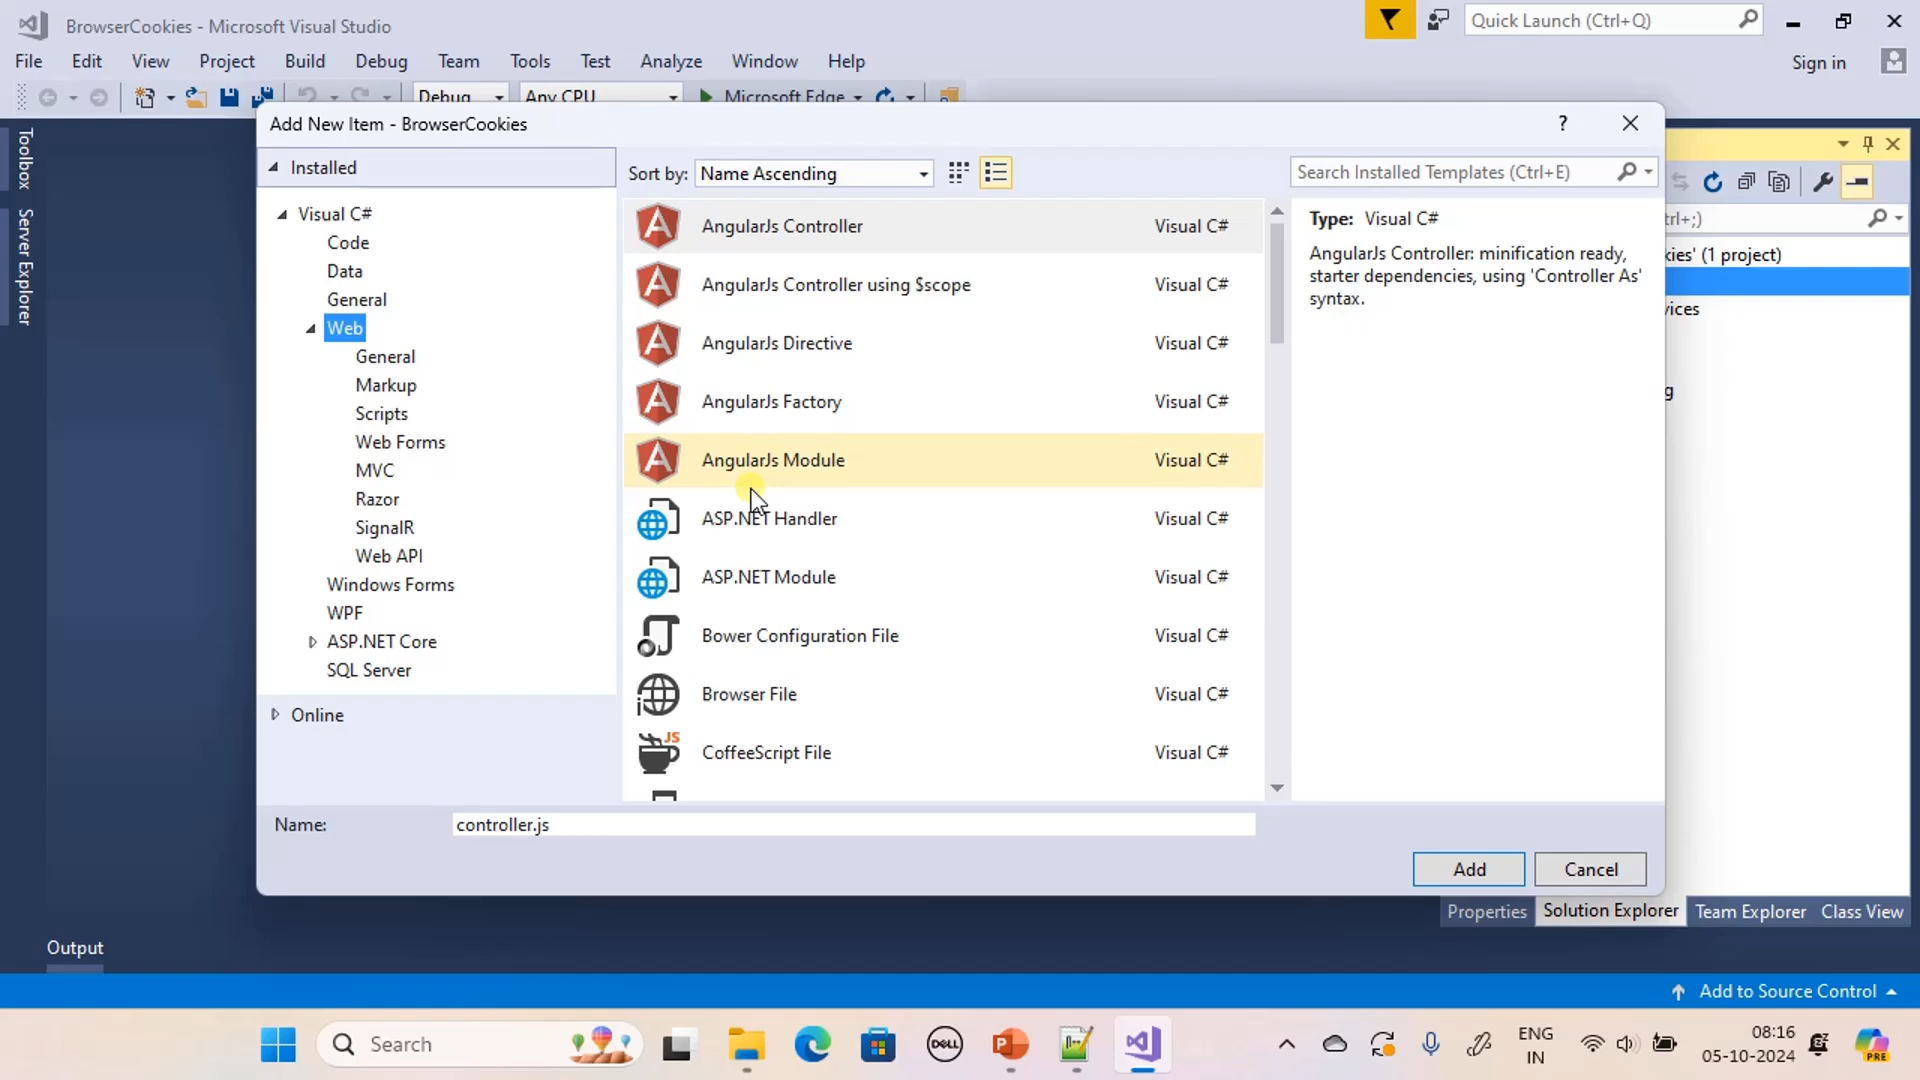 BrowserCookies - Microsoft Visual Studio
Quick Launch (Ctrl+Q)
File Edit View Project Build Debug Team Tools Test Analyze Window Help
Sign in
Debug Any CPU Microsoft Edge
Toolbox
Server Explorer
Add New Item - BrowserCookies
?
Installed
Sort by: Name Ascending
Search Installed Templates (Ctrl+E)
Visual C#
Code
Data
General
Web
General
Markup
Scripts
Web Forms
MVC
Razor
SignalR
Web API
Windows Forms
WPF
ASP.NET Core
SQL Server
Online
AngularJs Controller Visual C#
AngularJs Controller using $scope Visual C#
AngularJs Directive Visual C#
AngularJs Factory Visual C#
AngularJs Module Visual C#
ASP.NET Handler Visual C#
ASP.NET Module Visual C#
Bower Configuration File Visual C#
Browser File Visual C#
JS
CoffeeScript File Visual C#
Type: Visual C#
AngularJs Controller: minification ready,
starter dependencies, using 'Controller As'
syntax.
trl+;)
kies' (1 project)
vices
g
Name: controller.js
Add Cancel
Properties Solution Explorer Team Explorer Class View
Output
Add to Source Control
Search
DELL
ENG
IN
08:16
05-10-2024
PRE